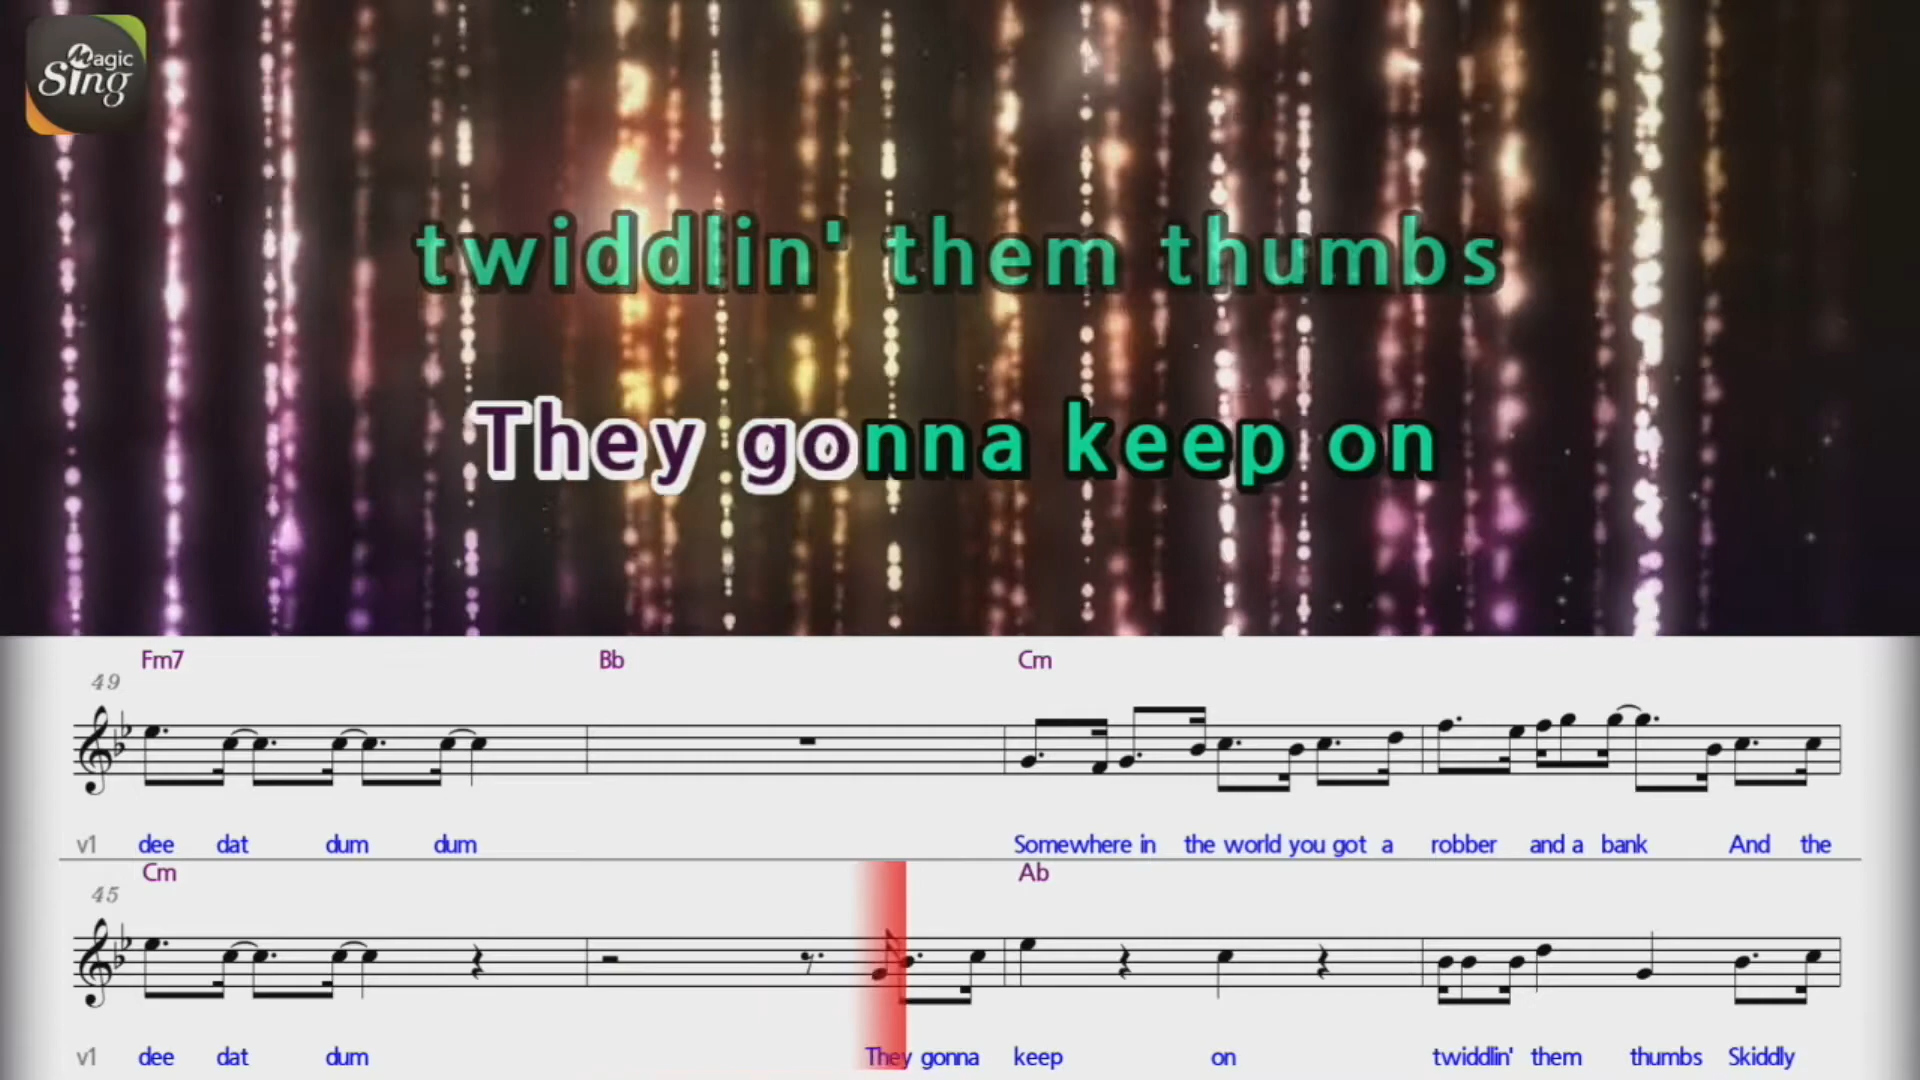 Magic
Sing
twiddlin' them thumbs
They gonna keep on
Fm7 Bb Cm
49
v1 dee dat dum dum Somewhere in the world you got a robber and a bank And the
Cm Ab
45
v1 dee dat dum They gonna keep on twiddlin' them thumbs Skiddly